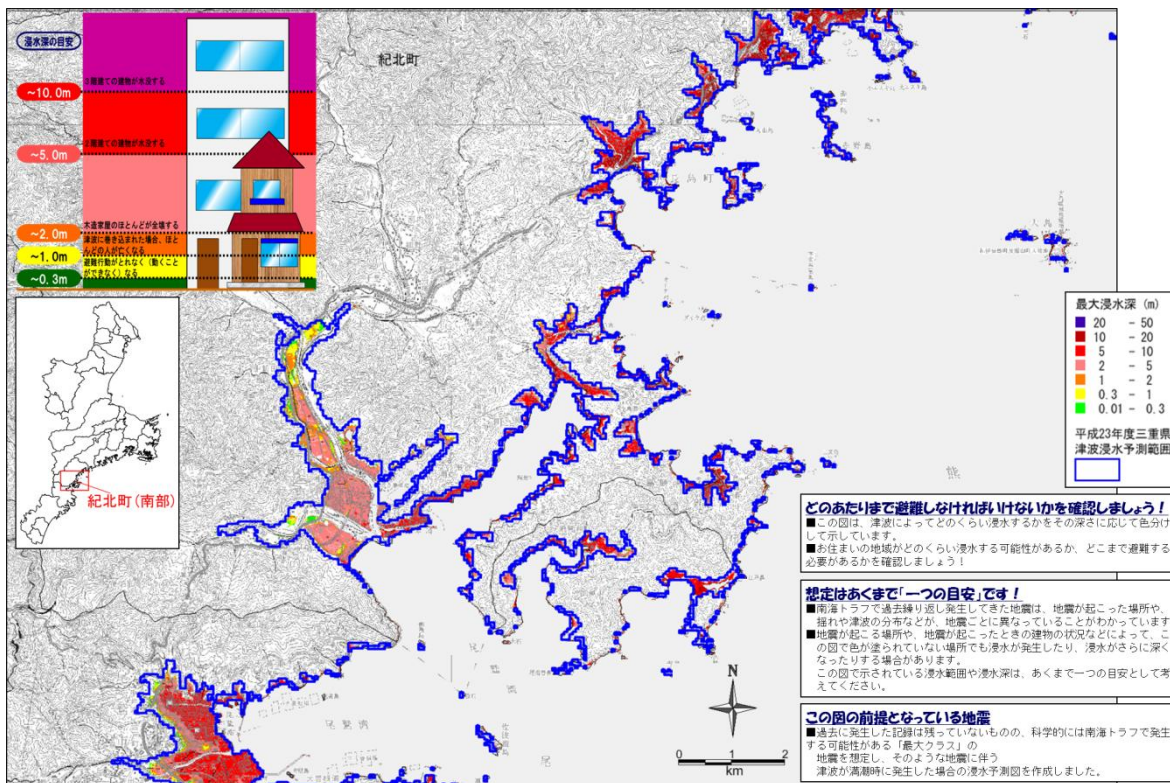 浸水深の目安
3階建ての建物が水没する
~10.0m
2階建ての建物が水没する
~5.0m
木造家屋のほとんどが全壊する
~2.0m
津波に巻き込まれた場合、ほと
んどの人が亡くなる
~1.0m
避難行動がとれなく（動くこと
ができなく）なる
~0.3m
紀北町
紀北町(南部)
最大浸水深 (m)
20 - 50
10 - 20
5 - 10
2 - 5
1 - 2
0.3 - 1
0.01 - 0.3
平成23年度三重県
津波浸水予測範囲
どのあたりまで避難しなければいけないかを確認しましょう！
■この図は、津波によってどのくらい浸水するかをその深さに応じて色分け
して示しています。
■お住まいの地域がどのくらい浸水する可能性があるか、どこまで避難する
必要があるかを確認しましょう！
想定はあくまで「一つの目安」です！
■南海トラフで過去繰り返し発生してきた地震は、地震が起こった場所や、
揺れや津波の分布などが、地震ごとに異なっていることがわかっています
■地震が起こる場所や、地震が起こったときの建物の状況などによって、こ
の図で色が塗られていない場所でも浸水が発生したり、浸水がさらに深く
なったりする場合があります。
この図で示されている浸水範囲や浸水深は、あくまで一つの目安として考
えてください。
この図の前提となっている地震
■過去に発生した記録は残っていないものの、科学的には南海トラフで発生
する可能性がある「最大クラス」の
地震を想定し、そのような地震に伴う
津波が満潮時に発生した場合の浸水予測図を作成しました。
尾鷲湾
N
0 1 2
km